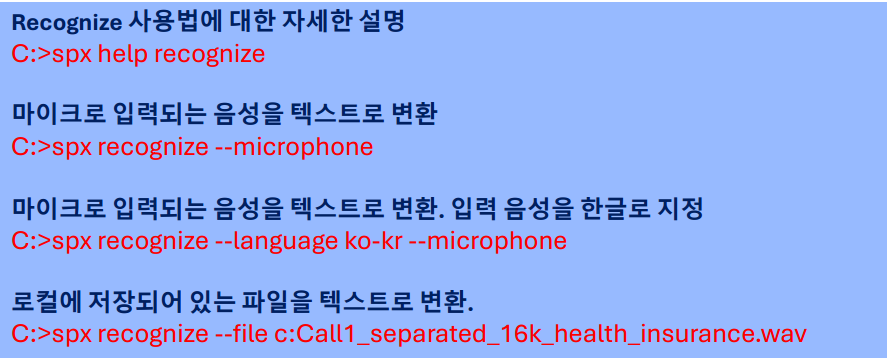 Recognize 사용법에 대한 자세한 설명
C:>spx help recognize
마이크로 입력되는 음성을 텍스트로 변환
C:>spx recognize --microphone
마이크로 입력되는 음성을 텍스트로 변환. 입력 음성을 한글로 지정
C:>spx recognize --language ko-kr --microphone
로컬에 저장되어 있는 파일을 텍스트로 변환.
C:>spx recognize --file c:Call1_separated_16k_health_insurance.wav